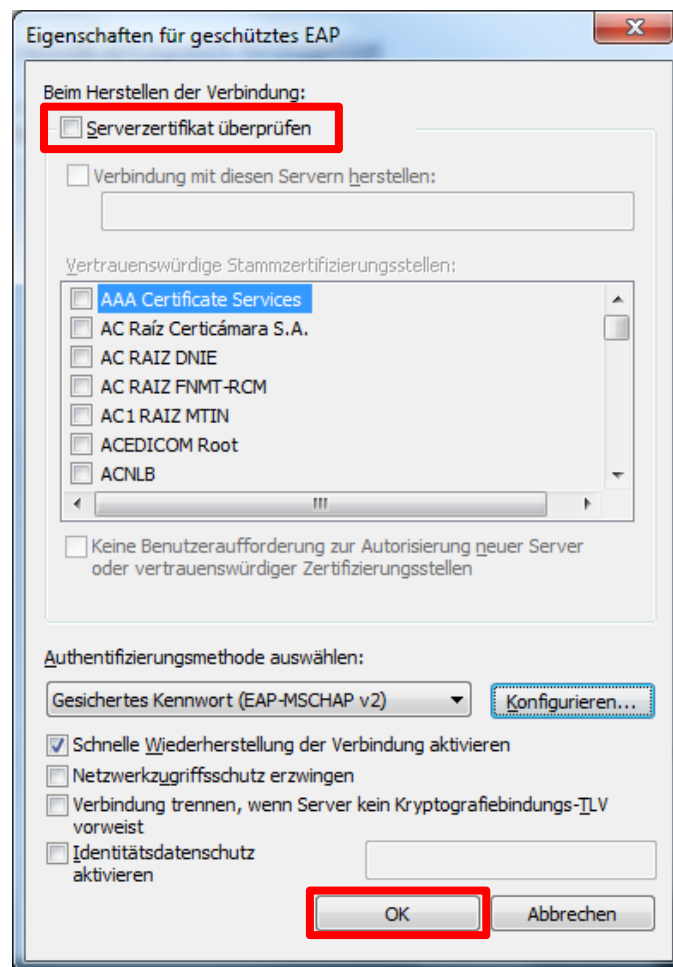 Eigenschaften für geschütztes EAP
Beim Herstellen der Verbindung:
Serverzertifikat überprüfen
Verbindung mit diesen Servern herstellen:
Vertrauenswürdige Stammzertifizierungsstellen:
AAA Certificate Services
AC Raíz Certicámara S.A.
AC RAIZ DNIE
AC RAIZ FNMT-RCM
AC1 RAIZ MTIN
ACEDICOM Root
ACNLB
Keine Benutzeraufforderung zur Autorisierung neuer Server
oder vertrauenswürdiger Zertifizierungsstellen
Authentifizierungsmethode auswählen:
Gesichertes Kennwort (EAP-MSCHAP v2)
Konfigurieren...
Schnelle Wiederherstellung der Verbindung aktivieren
Netzwerkzugriffsschutz erzwingen
Verbindung trennen, wenn Server kein Kryptografiebindungs-TLV
vorweist
Identitätsdatenschutz
aktivieren
OK
Abbrechen